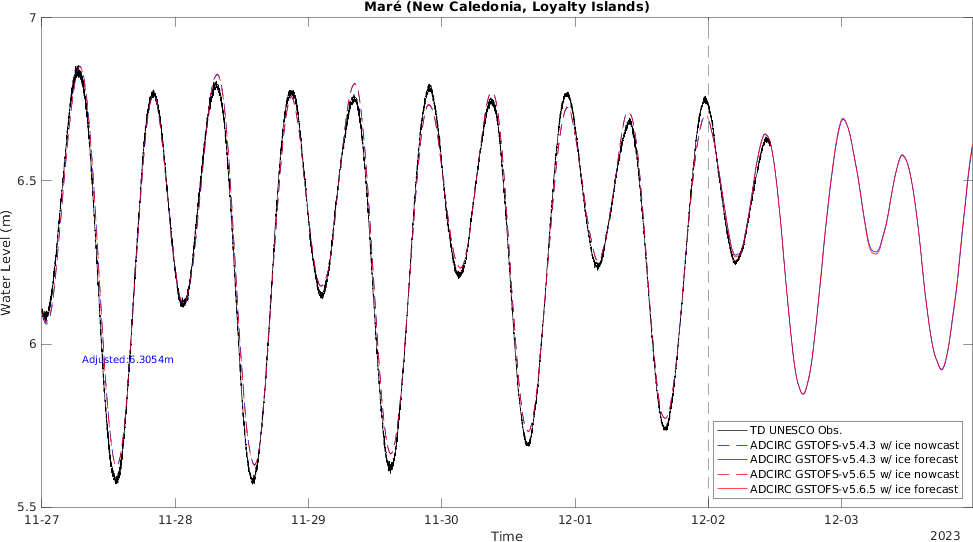 Maré (New Caledonia, Loyalty Islands)
7
6.5
6
5.5
Water Level (m)
Adjusted:6.3054m
TD UNESCO Obs.
ADCIRC GSTOFS-v5.4.3 w/ ice nowcast
ADCIRC GSTOFS-v5.4.3 w/ ice forecast
ADCIRC GSTOFS-v5.6.5 w/ ice nowcast
ADCIRC GSTOFS-v5.6.5 w/ ice forecast
11-27 11-28 11-29 11-30 12-01 12-02 12-03
Time
2023